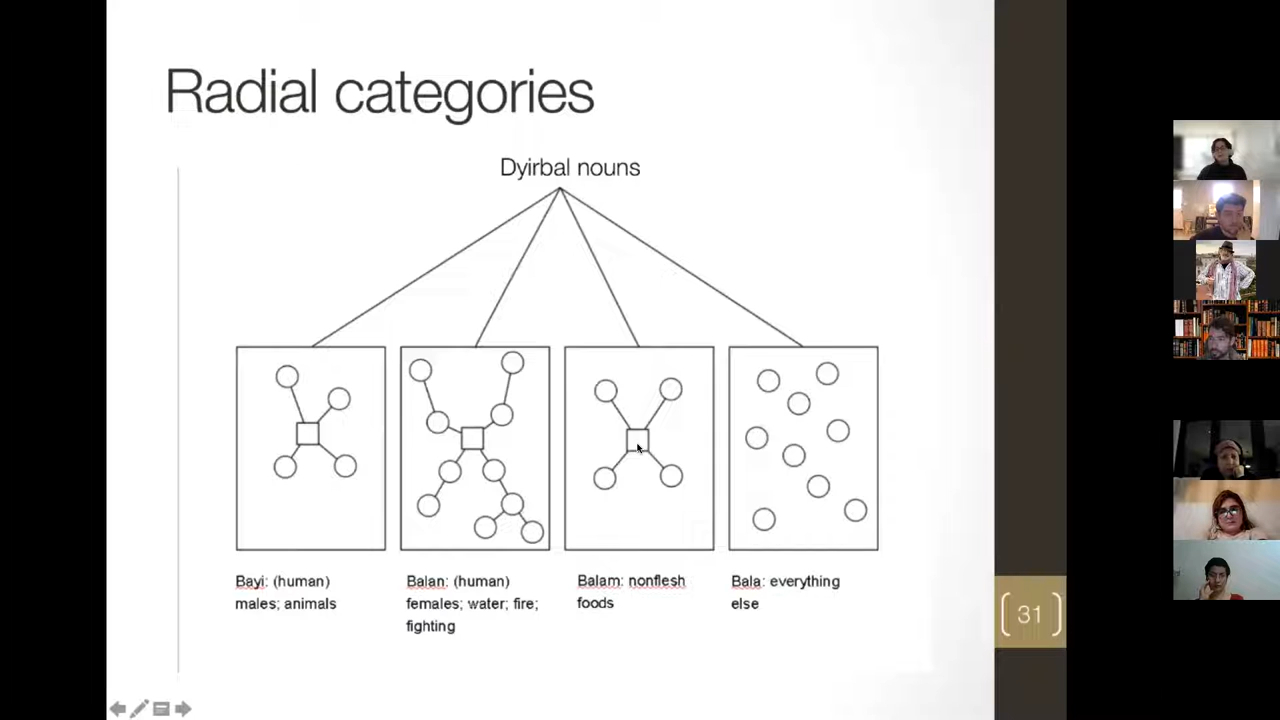 Radial categories
Dyirbal nouns
Bayi: (human)
males; animals
Balan: (human)
females; water; fire;
fighting
Balam: nonflesh
foods
Bala: everything
else
31